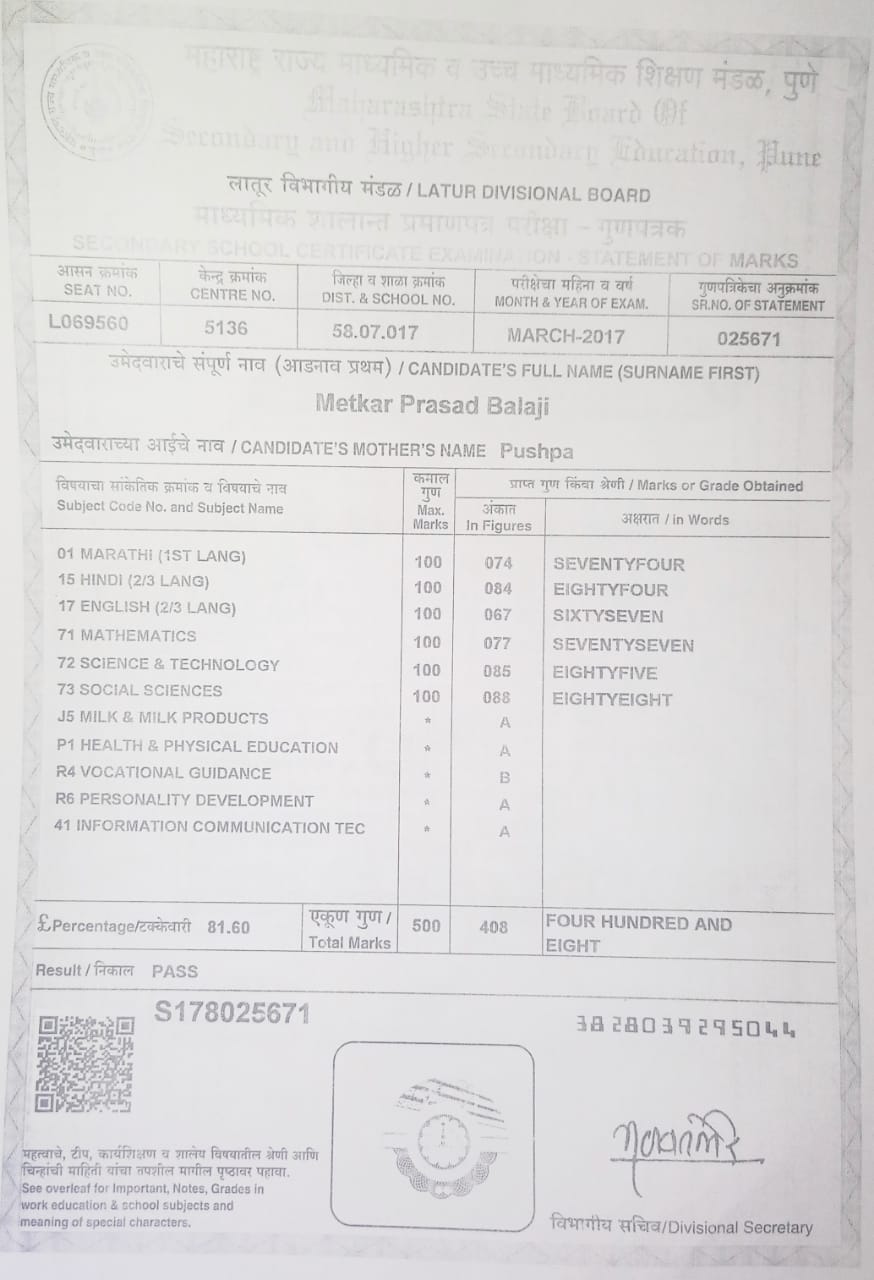 महाराष्ट्र राज्य माध्यमिक व उच्च माध्यमिक शिक्षण मंडळ, पुणे
Maharashtra State Board Of
Secondary and Higher Secondary Education, Pune
लातूर विभागीय मंडळ / LATUR DIVISIONAL BOARD
माध्यमिक शालान्त प्रमाणपत्र परीक्षा - गुणपत्रक
SECONDARY SCHOOL CERTIFICATE EXAMINATION - STATEMENT OF MARKS
आसन क्रमांक केन्द्र क्रमांक जिल्हा व शाळा क्रमांक परीक्षेचा महिना व वर्ष गुणपत्रिकेचा अनुक्रमांक
SEAT NO. CENTRE NO. DIST. & SCHOOL NO. MONTH & YEAR OF EXAM. SR.NO. OF STATEMENT
L069560 5136 58.07.017 MARCH-2017 025671
उमेदवाराचे संपूर्ण नाव (आडनाव प्रथम) / CANDIDATE'S FULL NAME (SURNAME FIRST)
Metkar Prasad Balaji
उमेदवाराच्या आईचे नाव / CANDIDATE'S MOTHER'S NAME Pushpa
विषयाचा सांकेतिक क्रमांक व विषयाचे नाव
Subject Code No. and Subject Name
कमाल
गुण
Max.
Marks
प्राप्त गुण किंवा श्रेणी / Marks or Grade Obtained
अंकात
In Figures
अक्षरात / in Words
01 MARATHI (1ST LANG) 100 074 SEVENTYFOUR
15 HINDI (2/3 LANG) 100 084 EIGHTYFOUR
17 ENGLISH (2/3 LANG) 100 067 SIXTYSEVEN
71 MATHEMATICS 100 077 SEVENTYSEVEN
72 SCIENCE & TECHNOLOGY 100 085 EIGHTYFIVE
73 SOCIAL SCIENCES 100 088 EIGHTYEIGHT
J5 MILK & MILK PRODUCTS * A
P1 HEALTH & PHYSICAL EDUCATION * A
R4 VOCATIONAL GUIDANCE * B
R6 PERSONALITY DEVELOPMENT * A
41 INFORMATION COMMUNICATION TEC * A
£Percentage/टक्केवारी 81.60
एकूण गुण /
Total Marks
500 408
FOUR HUNDRED AND
EIGHT
Result / निकाल PASS
S178025671
3828039295044
महत्वाचे, टीप, कार्यशिक्षण व शालेय विषयातील श्रेणी आणि
चिन्हांची माहिती यांचा तपशील मागील पृष्ठावर पहावा.
See overleaf for Important, Notes, Grades in
work education & school subjects and
meaning of special characters.
विभागीय सचिव/Divisional Secretary